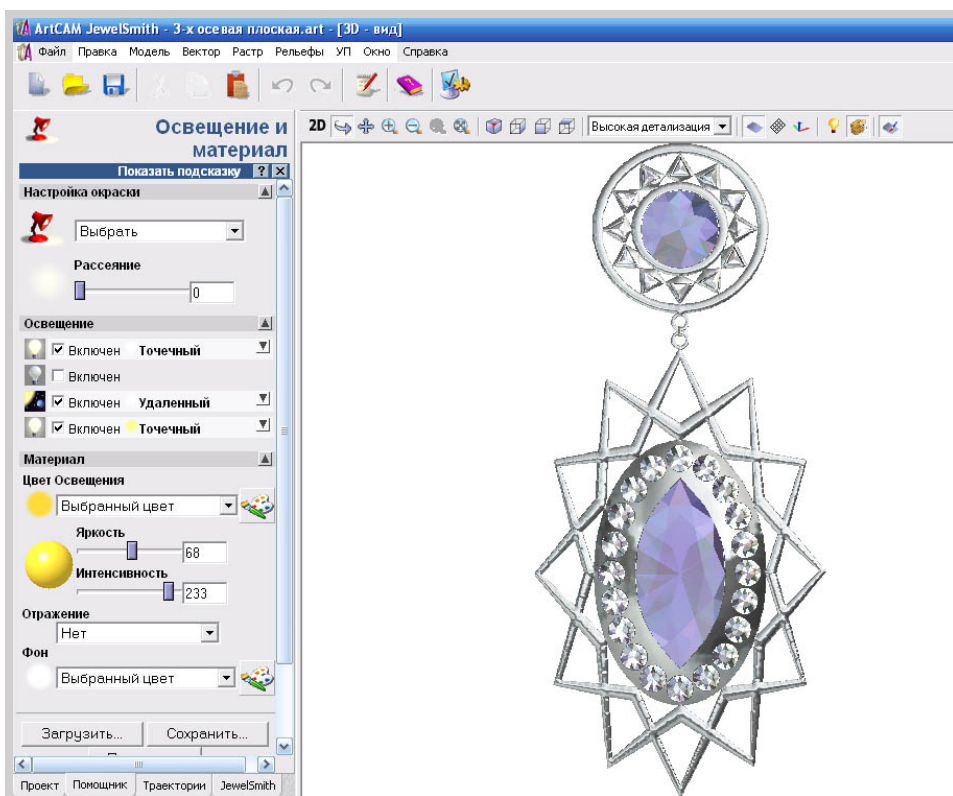 ArtCAM JewelSmith - 3-х осевая плоская.art - [3D - вид]
Файл Правка Модель Вектор Растр Рельефы УП Окно Справка
2D Высокая детализация
Освещение и
материал
Показать подсказку ? X
Настройка окраски
Выбрать
Рассеяние
0
Освещение
Включен Точечный
Включен
Включен Удаленный
Включен Точечный
Материал
Цвет Освещения
Выбранный цвет
Яркость
68
Интенсивность
233
Отражение
Нет
Фон
Выбранный цвет
Загрузить... Сохранить...
Проект Помощник Траектории JewelSmith